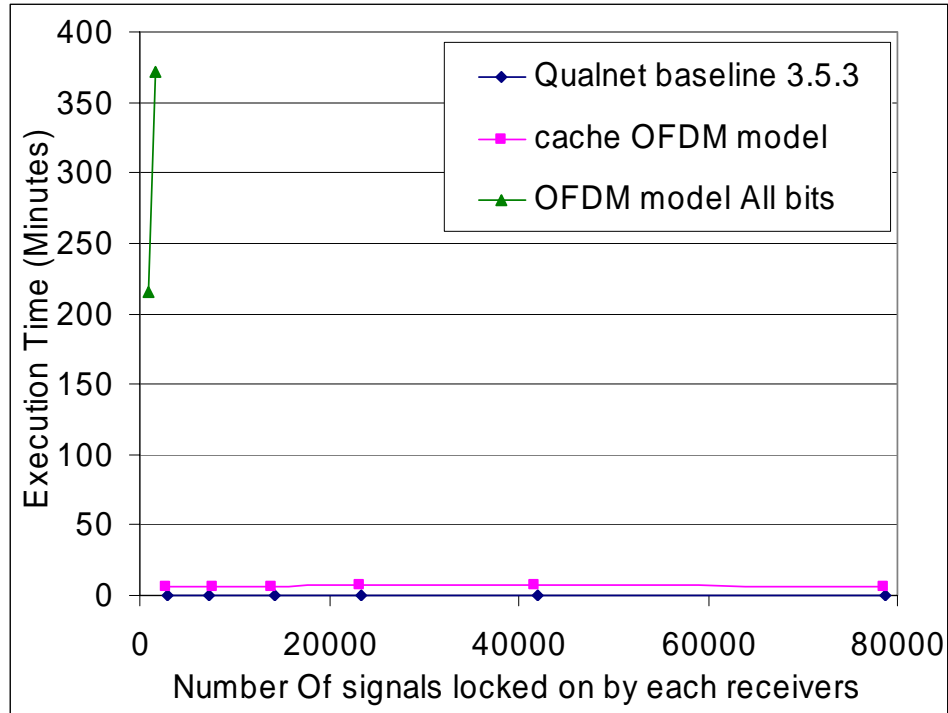 400
350
300
250
200
150
100
50
0
Execution Time (Minutes)
Qualnet baseline 3.5.3
cache OFDM model
OFDM model All bits
0 20000 40000 60000 80000
Number Of signals locked on by each receivers